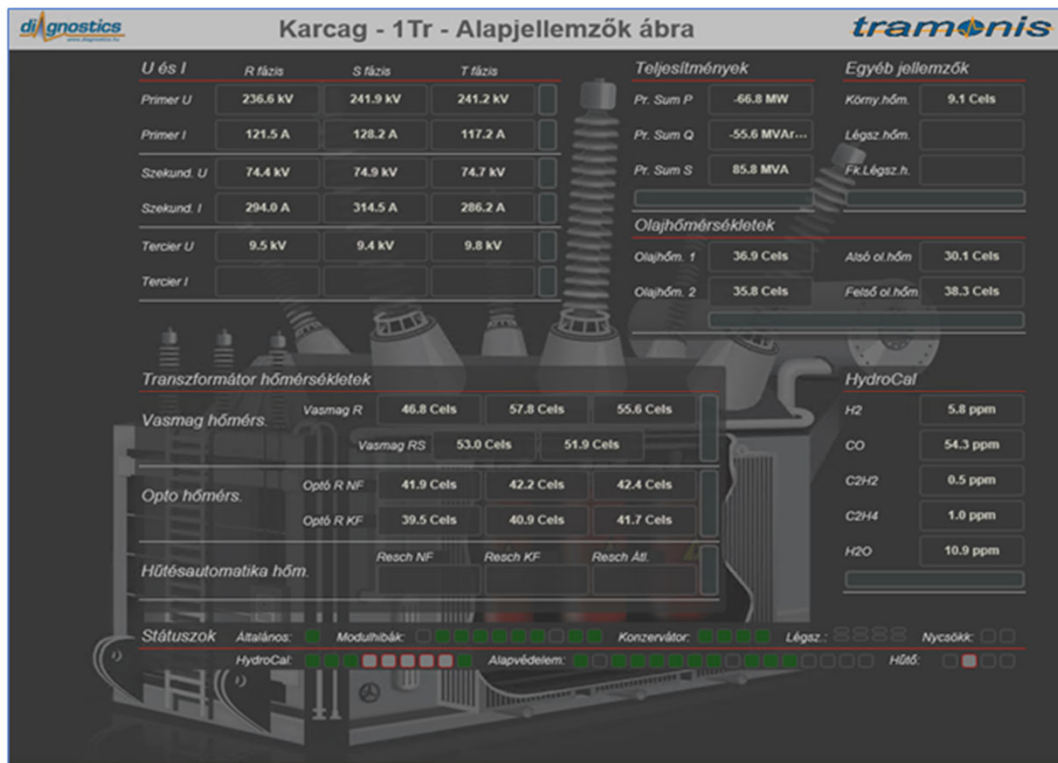 diagnostics
www.diagnostics.hu
Karcag - 1Tr - Alapjellemzők ábra
tramonis
U és I R fázis S fázis T fázis
Primer U 236.6 kV 241.9 kV 241.2 kV
Primer I 121.5 A 128.2 A 117.2 A
Szekund. U 74.4 kV 74.9 kV 74.7 kV
Szekund. I 294.0 A 314.5 A 286.2 A
Tercier U 9.5 kV 9.4 kV 9.8 kV
Tercier I
Teljesítmények
Pr. Sum P -66.8 MW
Pr. Sum Q -55.6 MVAr...
Pr. Sum S 85.8 MVA
Egyéb jellemzők
Körny.hőm. 9.1 Cels
Légsz.hőm.
Fk.Légsz.h.
Olajhőmérsékletek
Olajhőm. 1 36.9 Cels Alsó ol.hőm 30.1 Cels
Olajhőm. 2 35.8 Cels Felső ol.hőm 38.3 Cels
Transzformátor hőmérsékletek
Vasmag hőmérs.
Vasmag R 46.8 Cels 57.8 Cels 55.6 Cels
Vasmag RS 53.0 Cels 51.9 Cels
Opto hőmérs.
Optó R NF 41.9 Cels 42.2 Cels 42.4 Cels
Optó R KF 39.5 Cels 40.9 Cels 41.7 Cels
Hűtésautomatika hőm.
Resch NF Resch KF Resch Átl.
HydroCal
H2 5.8 ppm
CO 54.3 ppm
C2H2 0.5 ppm
C2H4 1.0 ppm
H2O 10.9 ppm
Státuszok Általános: Modulhibák: Konzervátor: Légsz.: Nycsökk:
HydroCal: Alapvédelem: Hűtő: